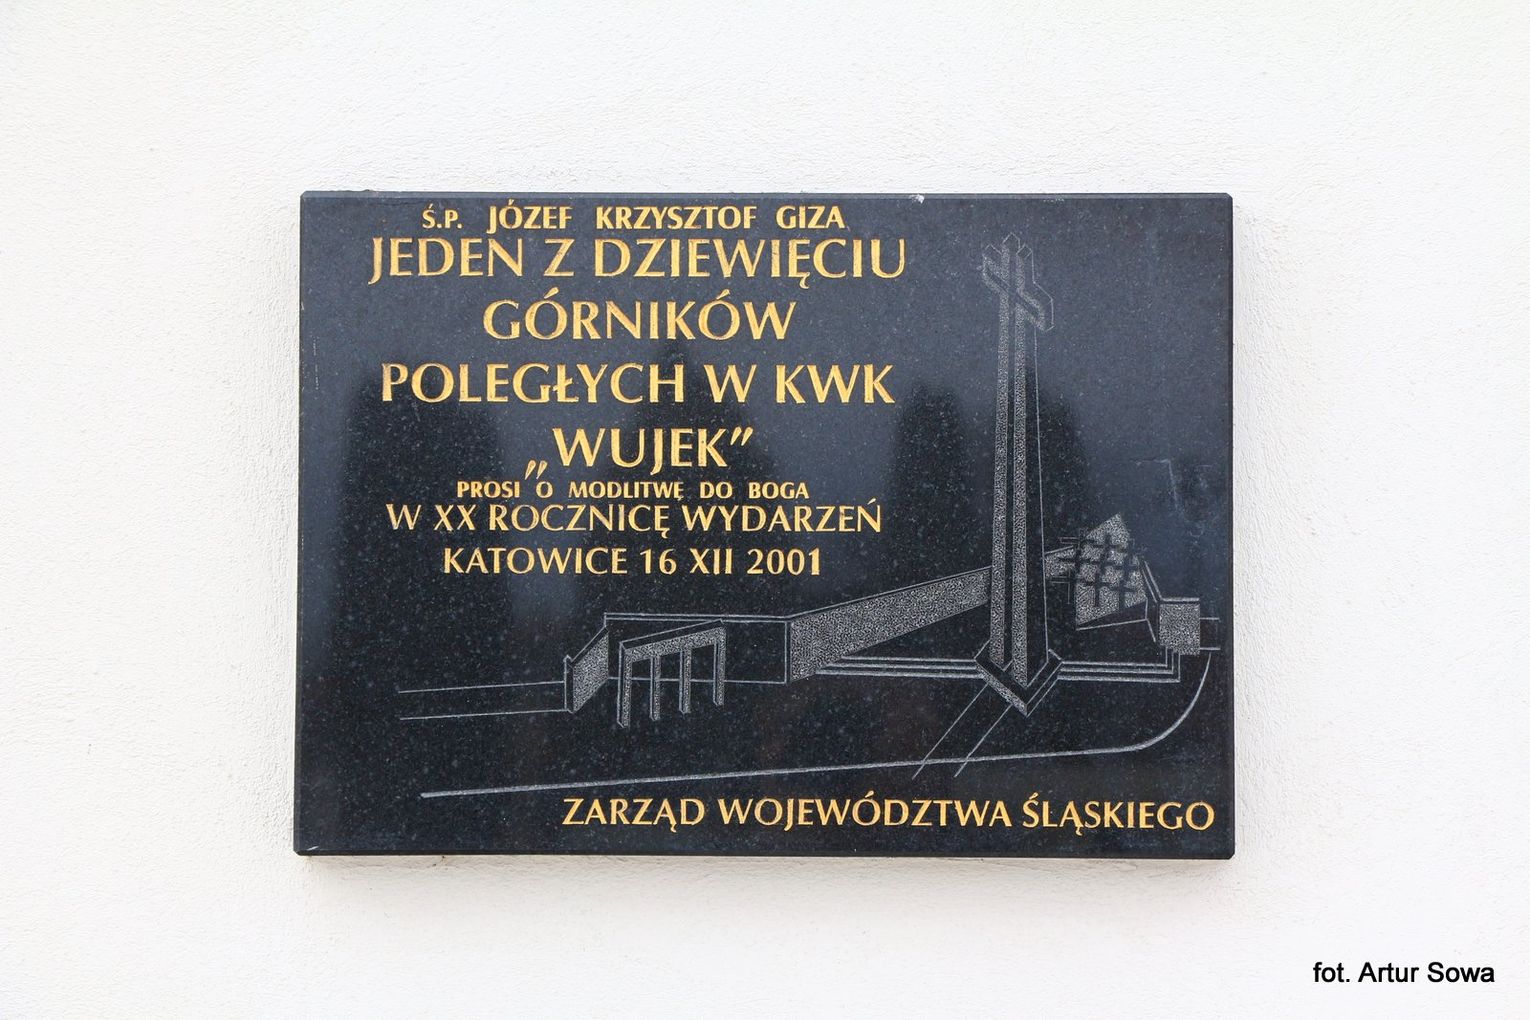 Ś.P. JÓZEF KRZYSZTOF GIZA
JEDEN Z DZIEWIĘCIU
GÓRNIKÓW
POLEGŁYCH W KWK
„WUJEK”
PROSI O MODLITWĘ DO BOGA
W XX ROCZNICĘ WYDARZEŃ
KATOWICE 16 XII 2001
ZARZĄD WOJEWÓDZTWA ŚLĄSKIEGO
fot. Artur Sowa